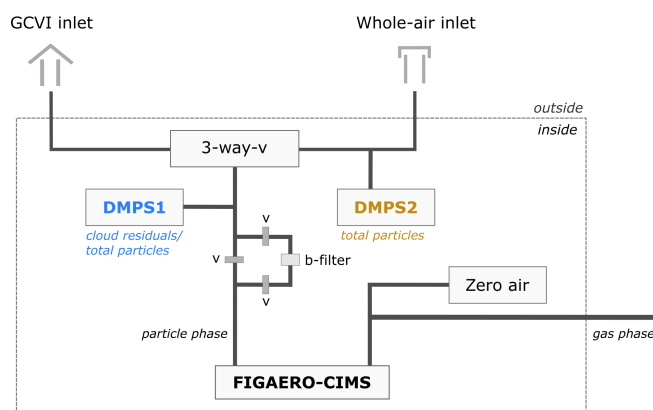 GCVI inlet
Whole-air inlet
outside
inside
3-way-v
DMPS1
DMPS2
cloud residuals/
total particles
total particles
v
v
b-filter
v
Zero air
particle phase
gas phase
FIGAERO-CIMS